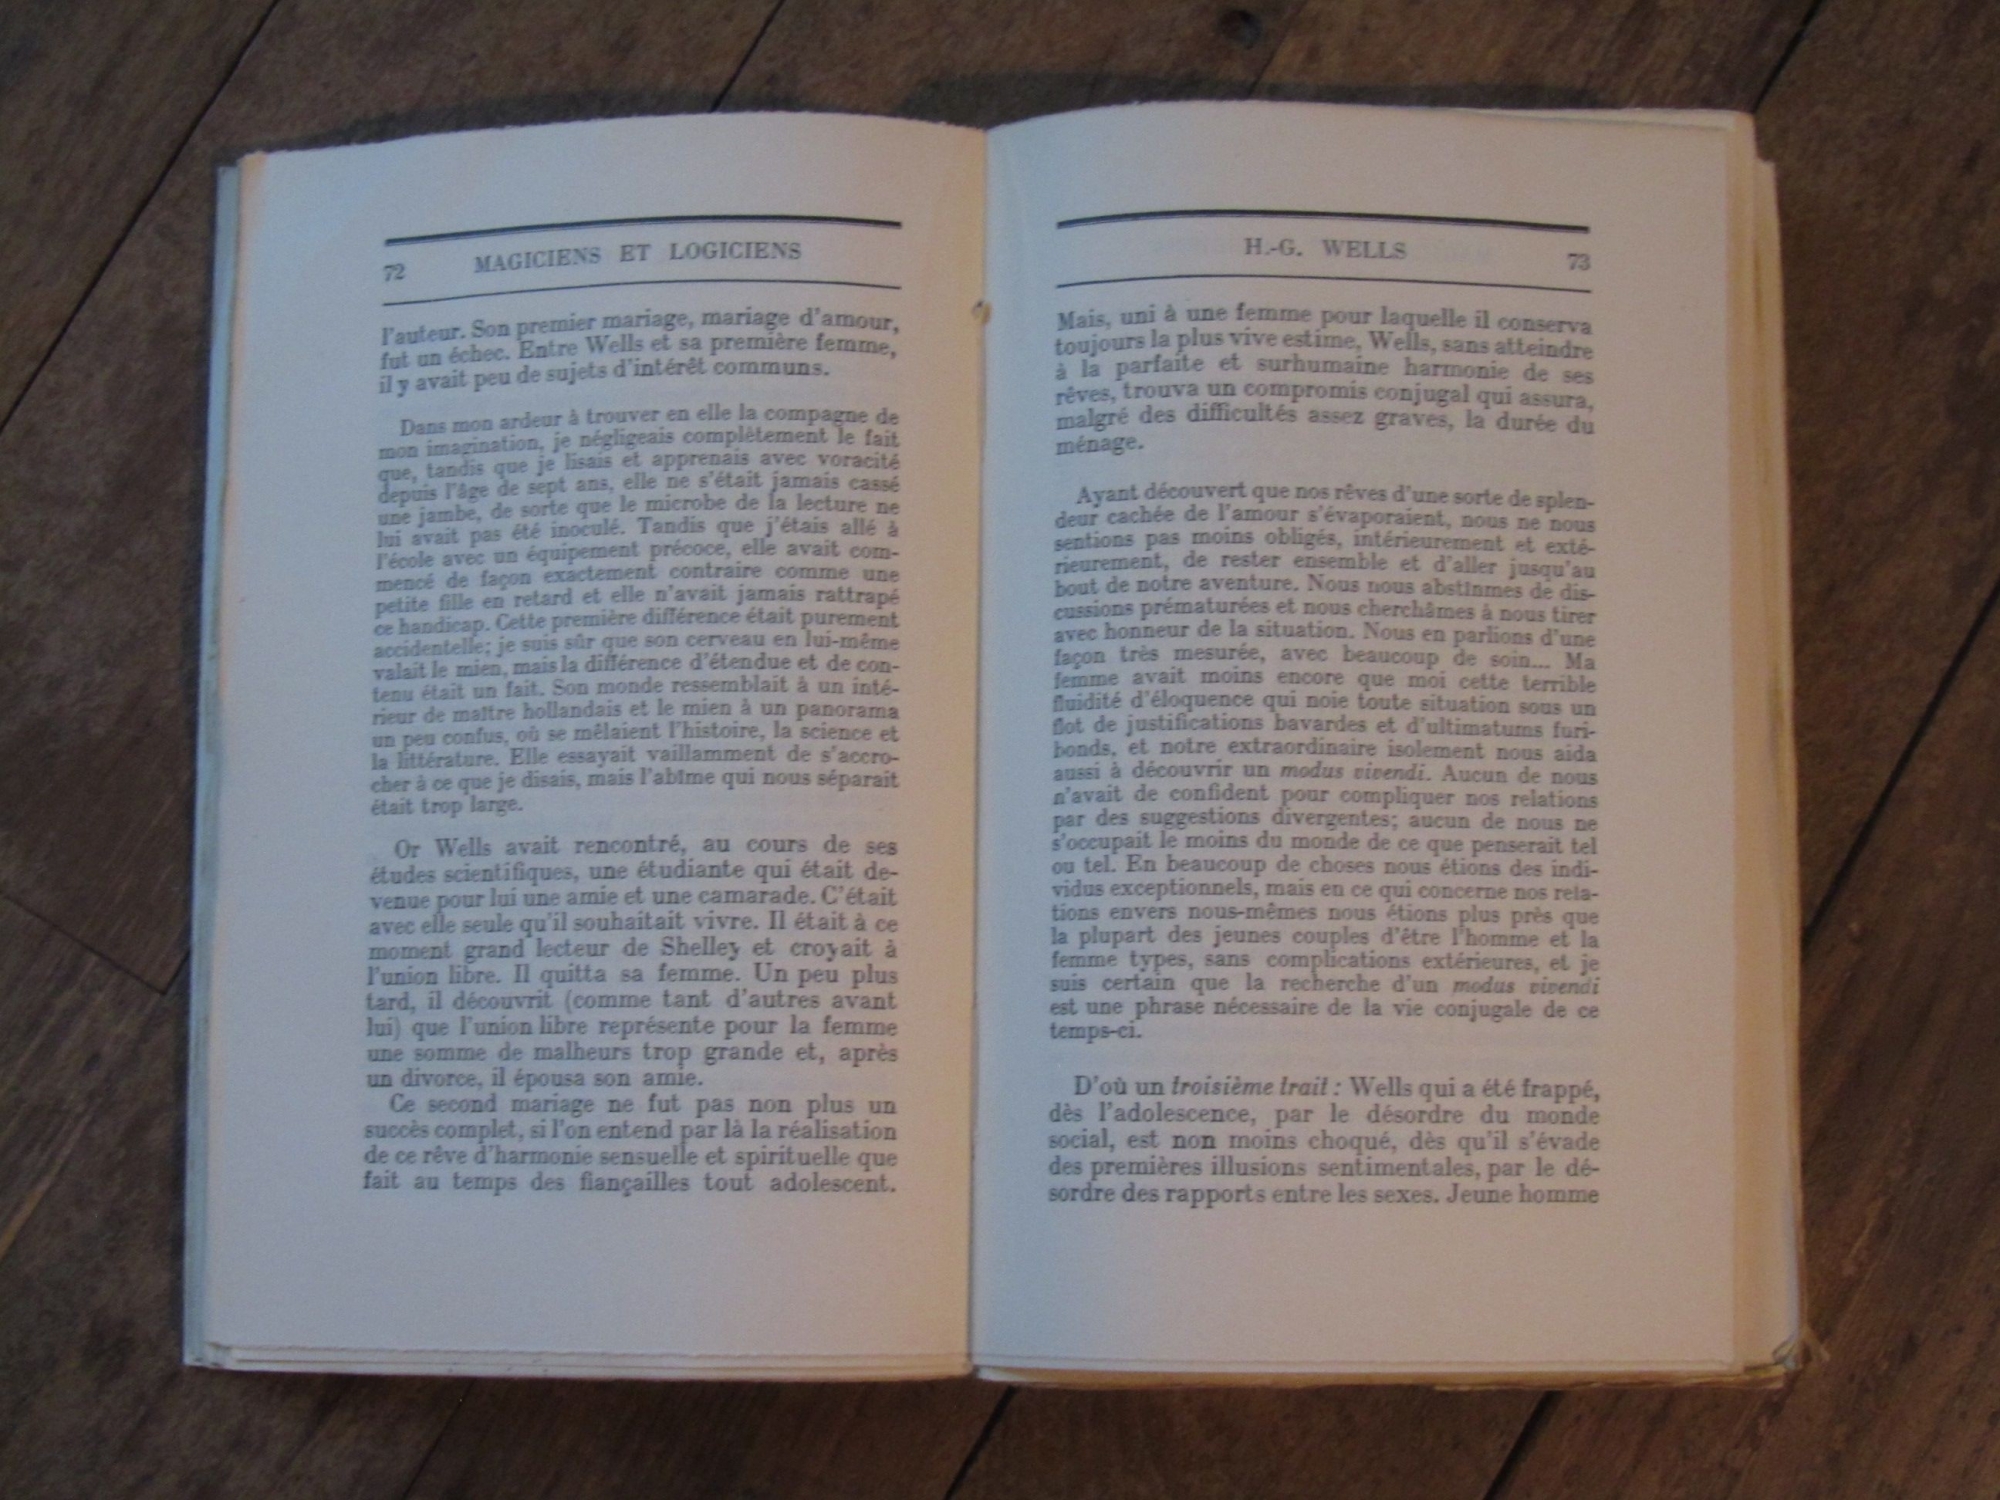 72
MAGICIENS ET LOGICIENS
l'auteur. Son premier mariage, mariage d'amour,
fut un échec. Entre Wells et sa première femme,
il y avait peu de sujets d'intérêt communs.
Dans mon ardeur à trouver en elle la compagne de
mon imagination, je négligeais complètement le fait
que, tandis que je lisais et apprenais avec voracité
depuis l'âge de sept ans, elle ne s'était jamais cassé
une jambe, de sorte que le microbe de la lecture ne
lui avait pas été inoculé. Tandis que j'étais allé à
l'école avec un équipement précoce, elle avait com-
mencé de façon exactement contraire comme une
petite fille en retard et elle n'avait jamais rattrapé
ce handicap. Cette première différence était purement
accidentelle; je suis sûr que son cerveau en lui-même
valait le mien, mais la différence d'étendue et de con-
tenu était un fait. Son monde ressemblait à un inté-
rieur de maître hollandais et le mien à un panorama
un peu confus, où se mêlaient l'histoire, la science et
la littérature. Elle essayait vaillamment de s'accro-
cher à ce que je disais, mais l'abîme qui nous séparait
était trop large.
Or Wells avait rencontré, au cours de ses
études scientifiques, une étudiante qui était de-
venue pour lui une amie et une camarade. C'était
avec elle seule qu'il souhaitait vivre. Il était à ce
moment grand lecteur de Shelley et croyait à
l'union libre. Il quitta sa femme. Un peu plus
tard, il découvrit (comme tant d'autres avant
lui) que l'union libre représente pour la femme
une somme de malheurs trop grande et, après
un divorce, il épousa son amie.
Ce second mariage ne fut pas non plus un
succès complet, si l'on entend par là la réalisation
de ce rêve d'harmonie sensuelle et spirituelle que
fait au temps des fiançailles tout adolescent.
H.-G. WELLS
73
Mais, uni à une femme pour laquelle il conserva
toujours la plus vive estime, Wells, sans atteindre
à la parfaite et surhumaine harmonie de ses
rêves, trouva un compromis conjugal qui assura,
malgré des difficultés assez graves, la durée du
ménage.
Ayant découvert que nos rêves d'une sorte de splen-
deur cachée de l'amour s'évaporaient, nous ne nous
sentions pas moins obligés, intérieurement et exté-
rieurement, de rester ensemble et d'aller jusqu'au
bout de notre aventure. Nous nous abstînmes de dis-
cussions prématurées et nous cherchâmes à nous tirer
avec honneur de la situation. Nous en parlions d'une
façon très mesurée, avec beaucoup de soin... Ma
femme avait moins encore que moi cette terrible
fluidité d'éloquence qui noie toute situation sous un
flot de justifications bavardes et d'ultimatums furi-
bonds, et notre extraordinaire isolement nous aida
aussi à découvrir un modus vivendi. Aucun de nous
n'avait de confident pour compliquer nos relations
par des suggestions divergentes; aucun de nous ne
s'occupait le moins du monde de ce que penserait tel
ou tel. En beaucoup de choses nous étions des indi-
vidus exceptionnels, mais en ce qui concerne nos rela-
tions envers nous-mêmes nous étions plus près que
la plupart des jeunes couples d'être l'homme et la
femme types, sans complications extérieures, et je
suis certain que la recherche d'un modus vivendi
est une phrase nécessaire de la vie conjugale de ce
temps-ci.
D'où un troisième trait : Wells qui a été frappé,
dès l'adolescence, par le désordre du monde
social, est non moins choqué, dès qu'il s'évade
des premières illusions sentimentales, par le dé-
sordre des rapports entre les sexes. Jeune homme